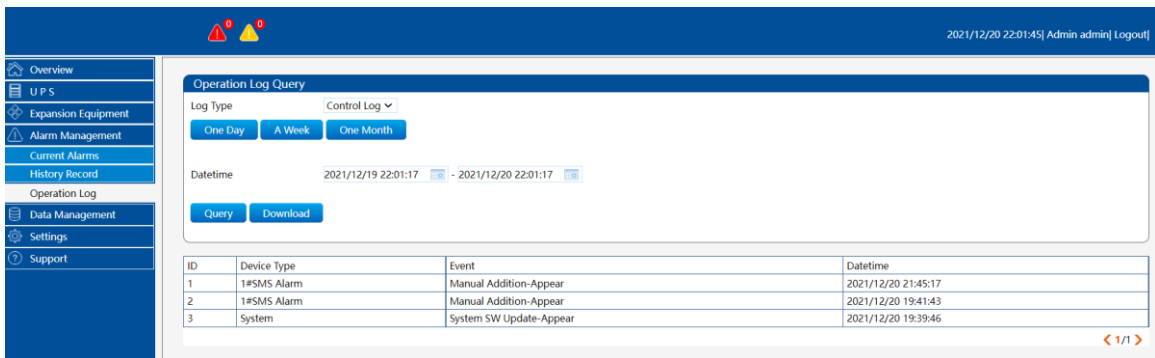 0 0
2021/12/20 22:01:45| Admin admin| Logout|
Overview
UPS
Expansion Equipment
Alarm Management
Current Alarms
History Record
Operation Log
Data Management
Settings
Support
Operation Log Query
Log Type Control Log
One Day A Week One Month
Datetime 2021/12/19 22:01:17 - 2021/12/20 22:01:17
Query Download
ID Device Type Event Datetime
1 1#SMS Alarm Manual Addition-Appear 2021/12/20 21:45:17
2 1#SMS Alarm Manual Addition-Appear 2021/12/20 19:41:43
3 System System SW Update-Appear 2021/12/20 19:39:46
1/1